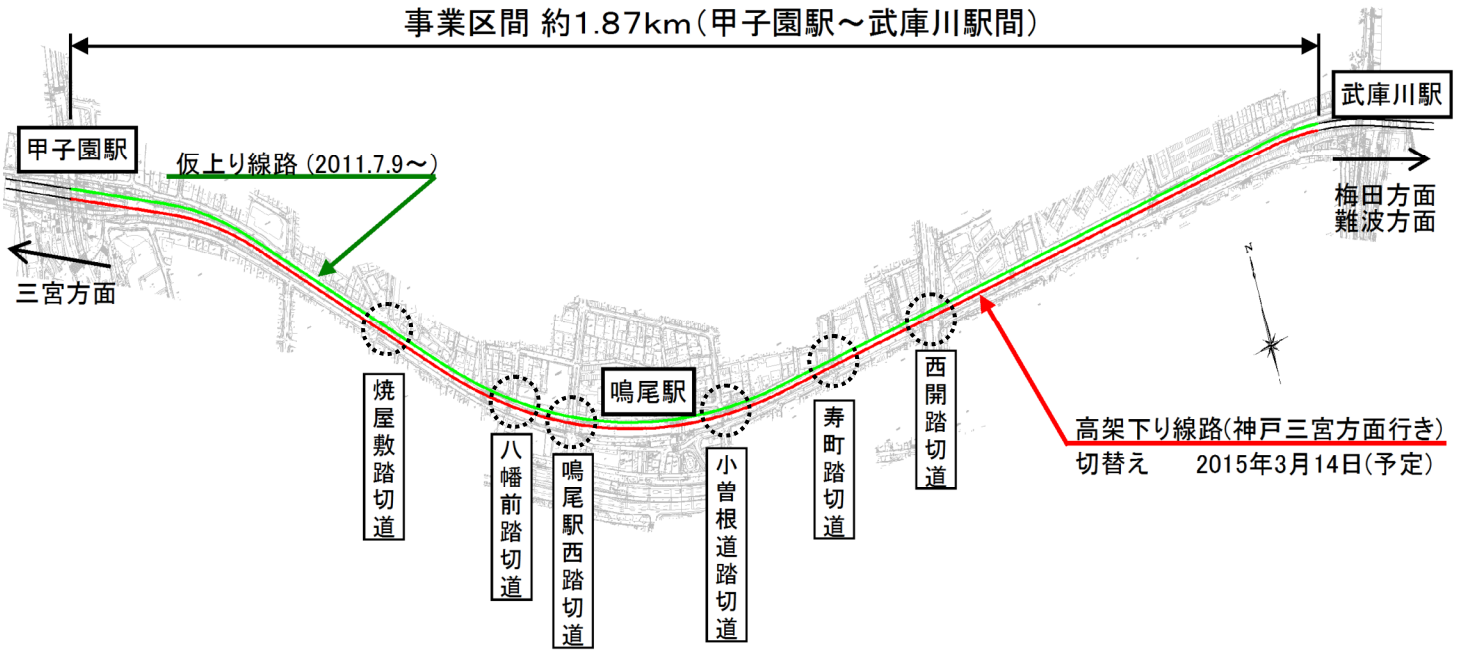 事業区間 約1.87km(甲子園駅～武庫川駅間)
武庫川駅
甲子園駅
仮上り線路 (2011.7.9～)
梅田方面
難波方面
三宮方面
N
焼屋敷踏切道
八幡前踏切道
鳴尾駅西踏切道
鳴尾駅
小曽根道踏切道
寿町踏切道
西開踏切道
高架下り線路(神戸三宮方面行き)
切替え 2015年3月14日(予定)